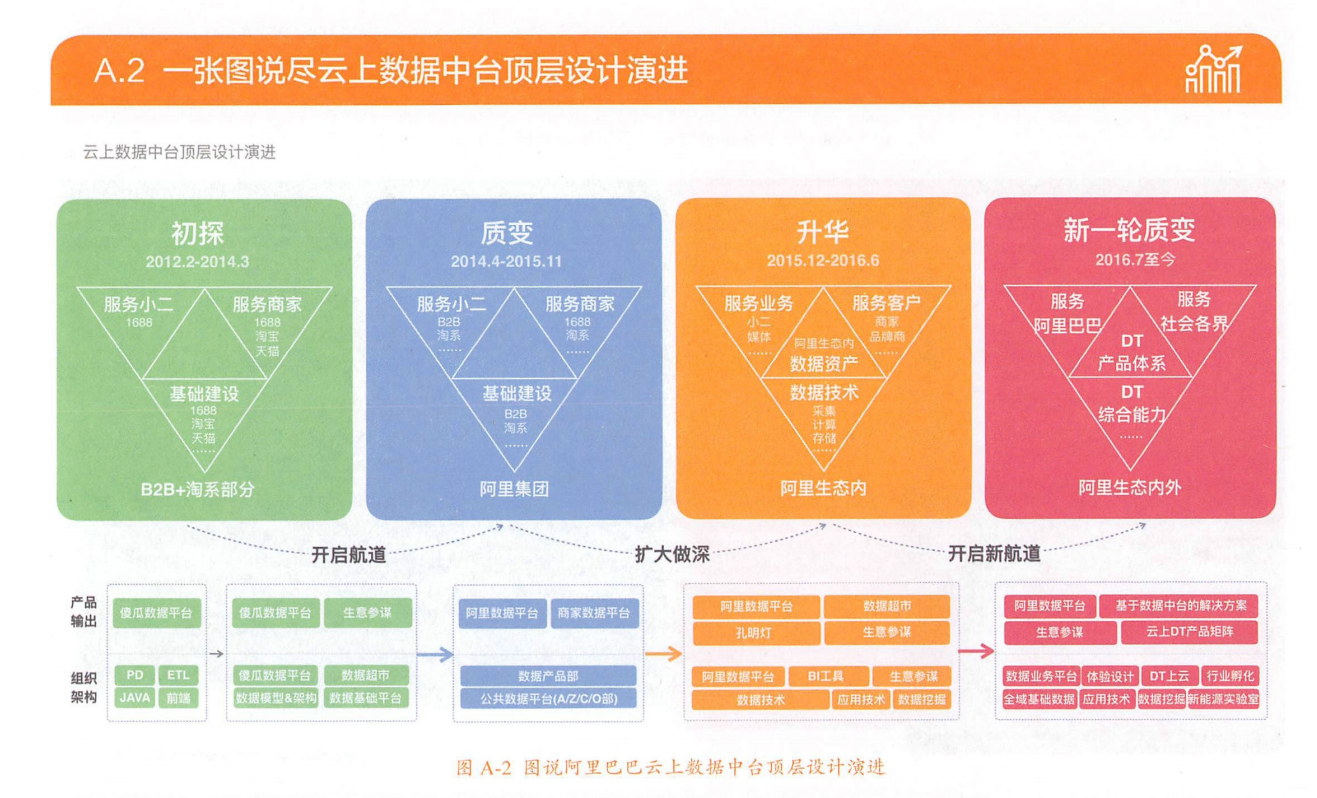 A.2 一张图说尽云上数据中台顶层设计演进
云上数据中台顶层设计演进
初探
2012.2-2014.3
服务小二
1688
服务商家
1688
淘宝
天猫
基础建设
1688
淘宝
天猫
……
B2B+淘系部分
质变
2014.4-2015.11
服务小二
B2B
淘系
……
服务商家
1688
淘系
……
基础建设
B2B
淘系
……
阿里集团
升华
2015.12-2016.6
服务业务
小二
媒体
……
服务客户
商家
品牌商
……
阿里生态内
数据资产
数据技术
采集
计算
存储
……
阿里生态内
新一轮质变
2016.7至今
服务
阿里巴巴
服务
社会各界
DT
产品体系
DT
综合能力
……
阿里生态内外
开启航道
扩大做深
开启新航道
产品
输出
傻瓜数据平台
傻瓜数据平台 生意参谋
阿里数据平台 商家数据平台
阿里数据平台 数据超市
孔明灯 生意参谋
阿里数据平台 基于数据中台的解决方案
生意参谋 云上DT产品矩阵
组织
架构
PD ETL
JAVA 前端
傻瓜数据平台 数据超市
数据模型&架构 数据基础平台
数据产品部
公共数据平台(A/Z/C/O部)
阿里数据平台 BI工具 生意参谋
数据技术 应用技术 数据挖掘
数据业务平台 体验设计 DT上云 行业孵化
全域基础数据 应用技术 数据挖掘 新能源实验室
图 A-2 图说阿里巴巴云上数据中台顶层设计演进